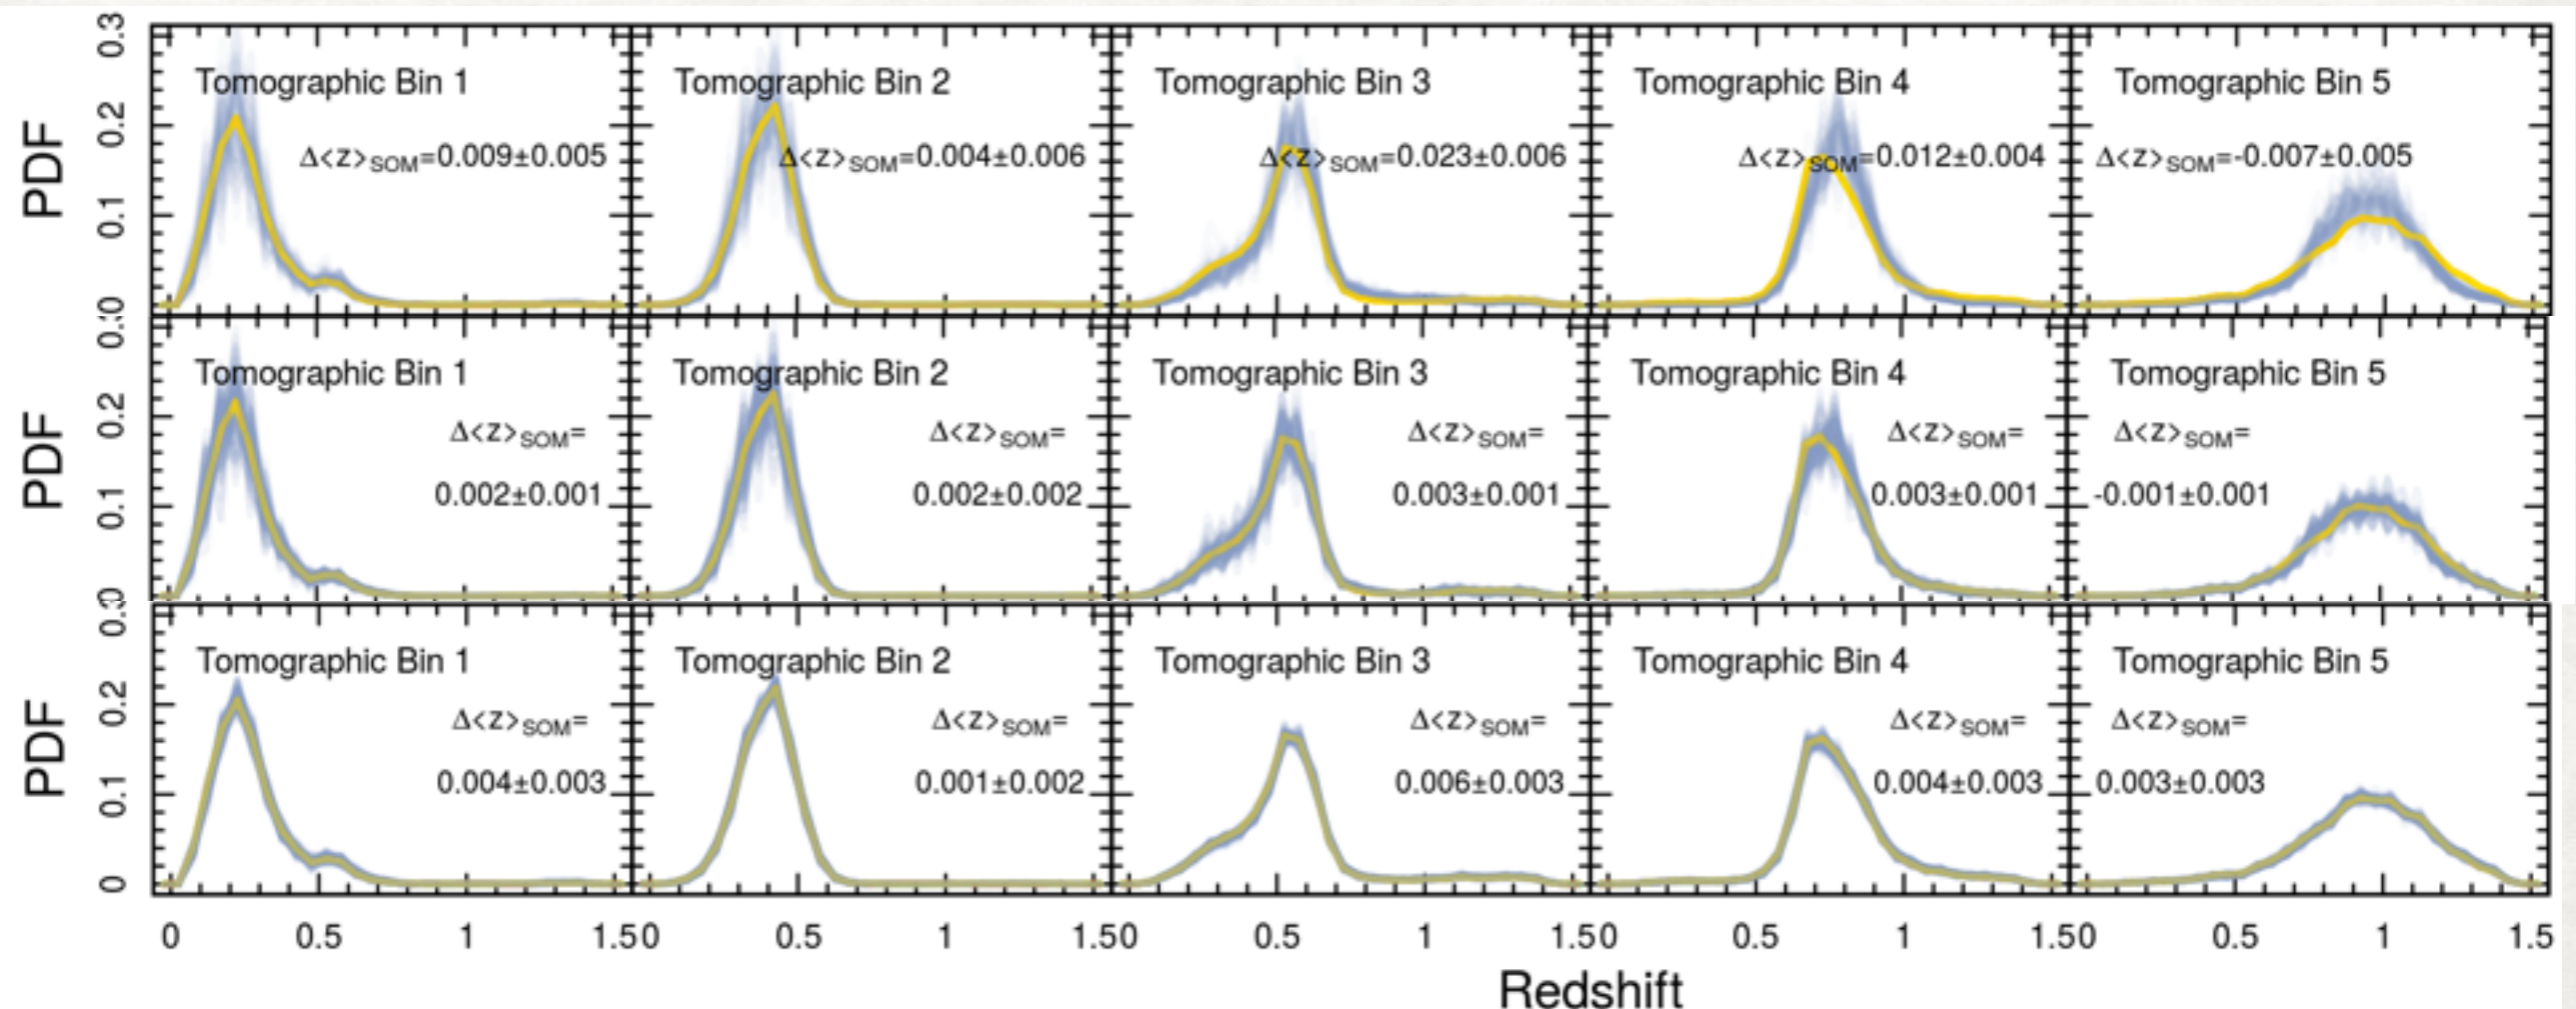 PDF
0.3
0.2
0.1
0.0
Tomographic Bin 1
Δ<z>SOM=0.009±0.005
Tomographic Bin 2
Δ<z>SOM=0.004±0.006
Tomographic Bin 3
Δ<z>SOM=0.023±0.006
Tomographic Bin 4
Δ<z>SOM=0.012±0.004
Tomographic Bin 5
Δ<z>SOM=-0.007±0.005
PDF
0.2
0.1
Tomographic Bin 1
Δ<z>SOM=
0.002±0.001
Tomographic Bin 2
Δ<z>SOM=
0.002±0.002
Tomographic Bin 3
Δ<z>SOM=
0.003±0.001
Tomographic Bin 4
Δ<z>SOM=
0.003±0.001
Tomographic Bin 5
Δ<z>SOM=
-0.001±0.001
PDF
0.2
0.1
0
Tomographic Bin 1
Δ<z>SOM=
0.004±0.003
Tomographic Bin 2
Δ<z>SOM=
0.001±0.002
Tomographic Bin 3
Δ<z>SOM=
0.006±0.003
Tomographic Bin 4
Δ<z>SOM=
0.004±0.003
Tomographic Bin 5
Δ<z>SOM=
0.003±0.003
0 0.5 1 1.50 0.5 1 1.50 0.5 1 1.50 0.5 1 1.50 0.5 1 1.5
Redshift